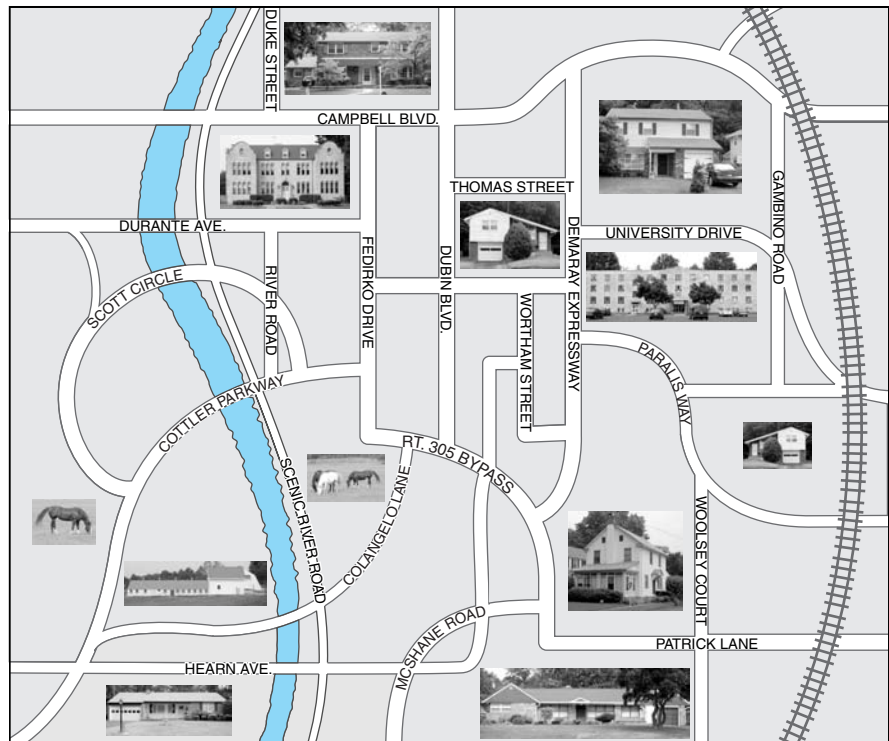 DUKE STREET
CAMPBELL BLVD.
THOMAS STREET
DURANTE AVE.
UNIVERSITY DRIVE
GAMBINO ROAD
SCOTT CIRCLE
RIVER ROAD
FEDIRKO DRIVE
DUBIN BLVD.
DEMARAY EXPRESSWAY
WORTHAM STREET
PARALIS WAY
COTTLER PARKWAY
RT. 305 BYPASS
SCENIC RIVER ROAD
COLANGELO LANE
WOOLSEY COURT
MCSHANE ROAD
PATRICK LANE
HEARN AVE.